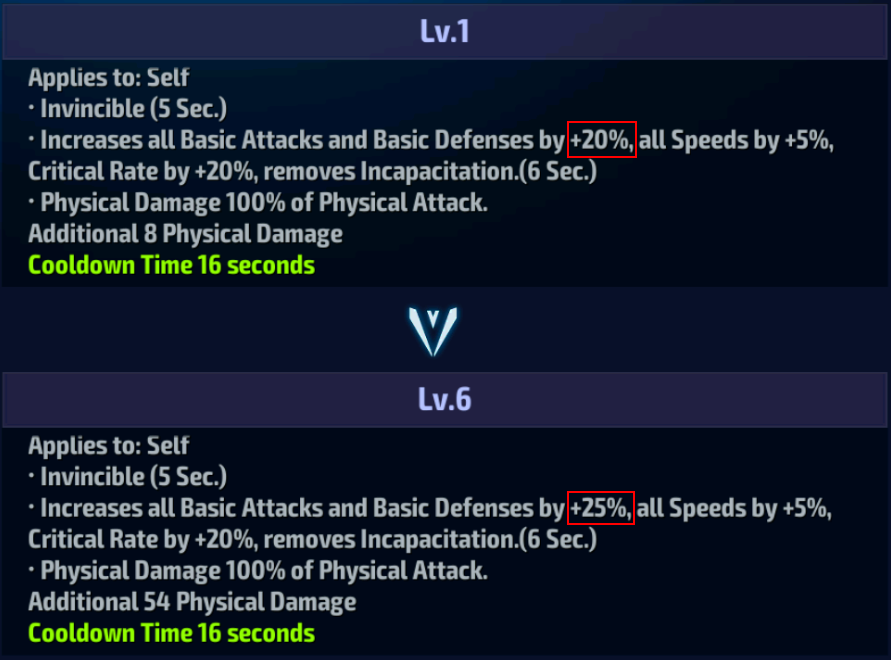 Lv.1
Applies to: Self
· Invincible (5 Sec.)
· Increases all Basic Attacks and Basic Defenses by +20%, all Speeds by +5%,
Critical Rate by +20%, removes Incapacitation.(6 Sec.)
· Physical Damage 100% of Physical Attack.
Additional 8 Physical Damage
Cooldown Time 16 seconds
Lv.6
Applies to: Self
· Invincible (5 Sec.)
· Increases all Basic Attacks and Basic Defenses by +25%, all Speeds by +5%,
Critical Rate by +20%, removes Incapacitation.(6 Sec.)
· Physical Damage 100% of Physical Attack.
Additional 54 Physical Damage
Cooldown Time 16 seconds